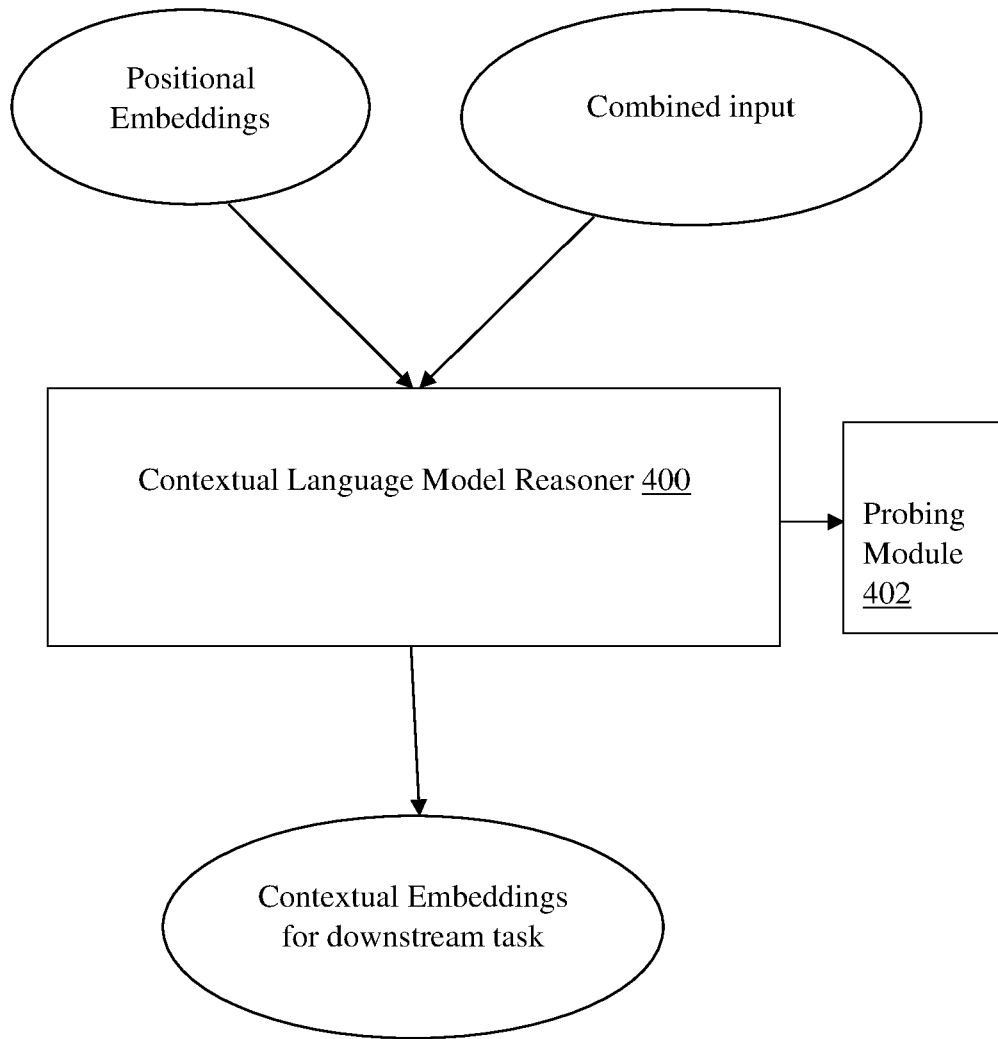 Positional
Embeddings
Combined input
Contextual Language Model Reasoner 400
Probing
Module
402
Contextual Embeddings
for downstream task